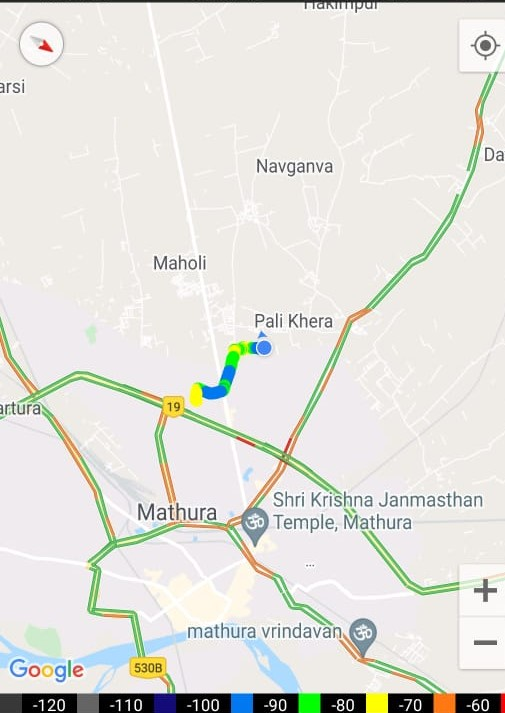 Hakimpur
arsi
Navganva
Da
Maholi
Pali Khera
artura
19
Mathura
Shri Krishna Janmasthan
Temple, Mathura
...
mathura vrindavan
Google
530B
-120 -110 -100 -90 -80 -70 -60